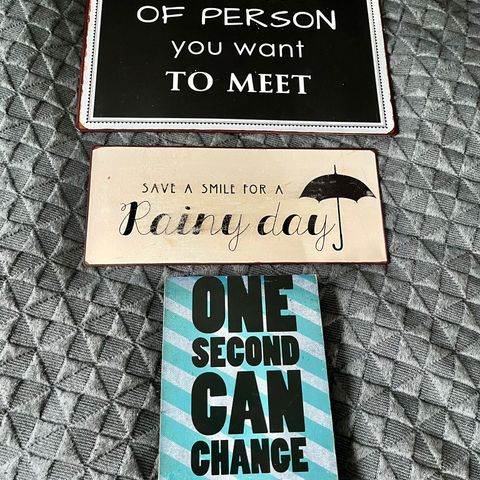 OF PERSON
you want
TO MEET
SAVE A SMILE FOR A
Rainy day
ONE
SECOND
CAN
CHANGE